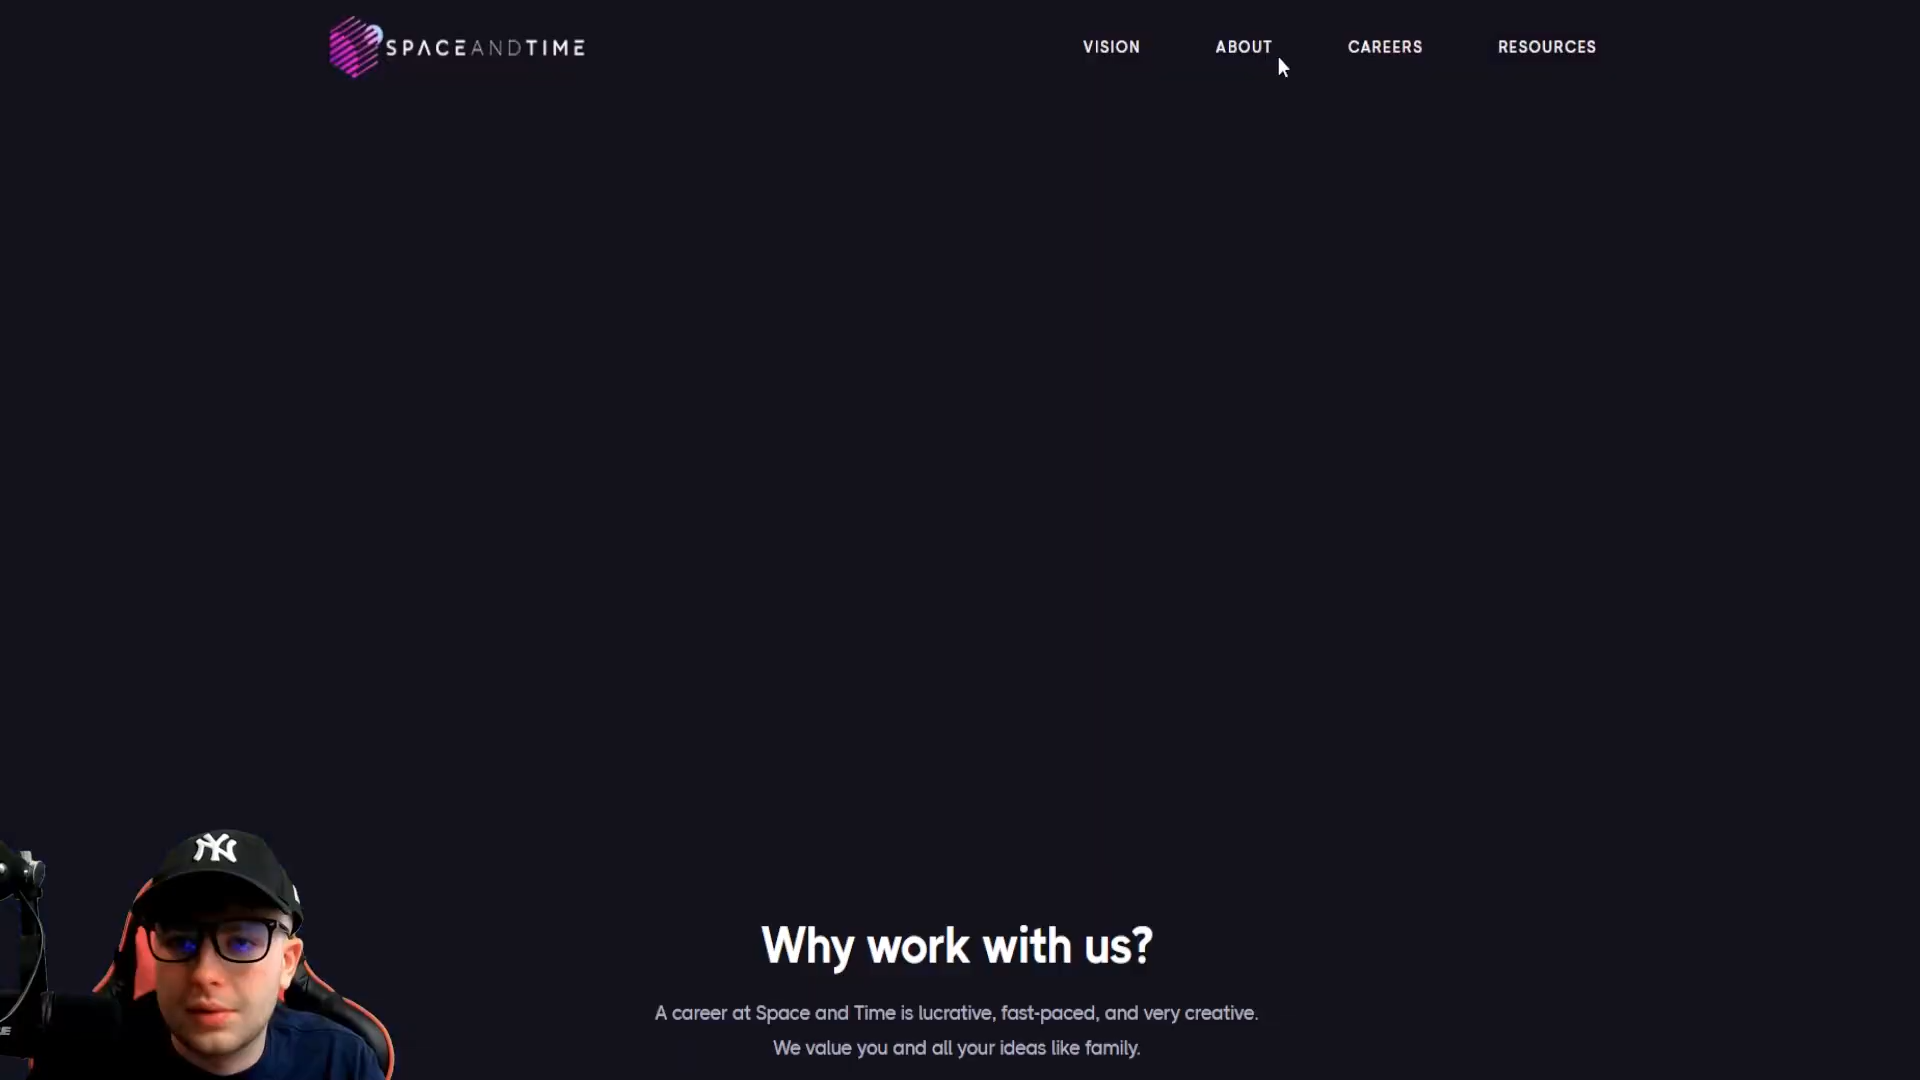 SPACEANDTIME
VISION
ABOUT
CAREERS
RESOURCES
NY
Why work with us?
A career at Space and Time is lucrative, fast-paced, and very creative.
We value you and all your ideas like family.